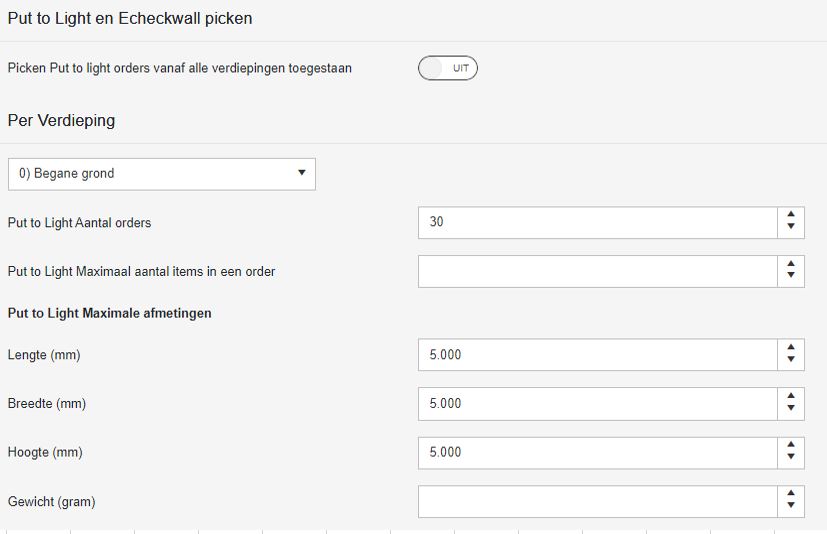 Put to Light en Echeckwall picken
Picken Put to light orders vanaf alle verdiepingen toegestaan
UIT
Per Verdieping
0) Begane grond
Put to Light Aantal orders
30
Put to Light Maximaal aantal items in een order
Put to Light Maximale afmetingen
Lengte (mm)
5.000
Breedte (mm)
5.000
Hoogte (mm)
5.000
Gewicht (gram)